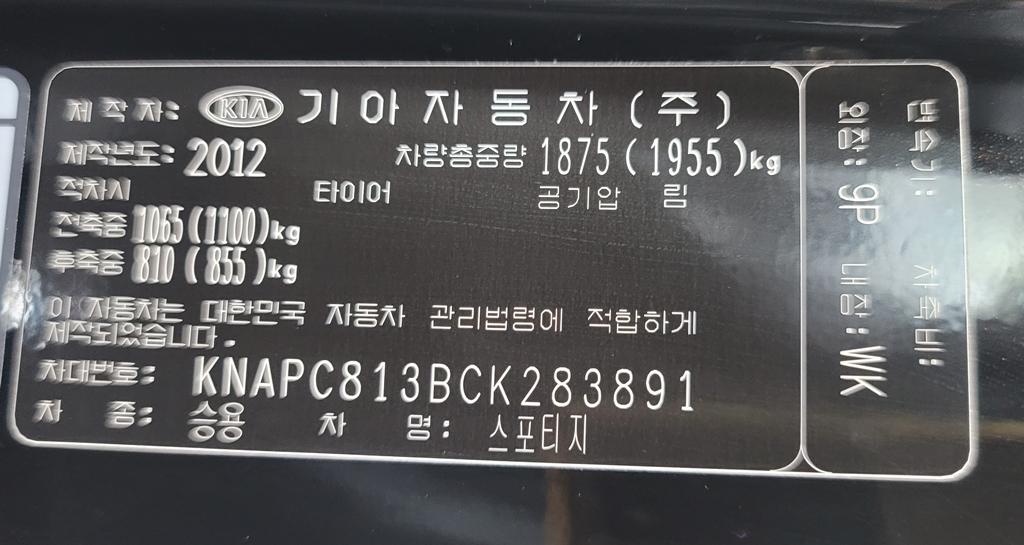 제 작 자: KIA 기아자동차 (주)
제작년도: 2012 차량총중량 1875 (1955)kg
적차시 타이어 공기압 림
전축중 1065 (1100)kg
후축중 810 (855)kg
이 자동차는 대한민국 자동차 관리법령에 적합하게
제작되었습니다.
차대번호: KNAPC813BCK283891
차 종: 승용 차 명: 스포티지
변속기: 차축비:
외장: 9P 내장: WK